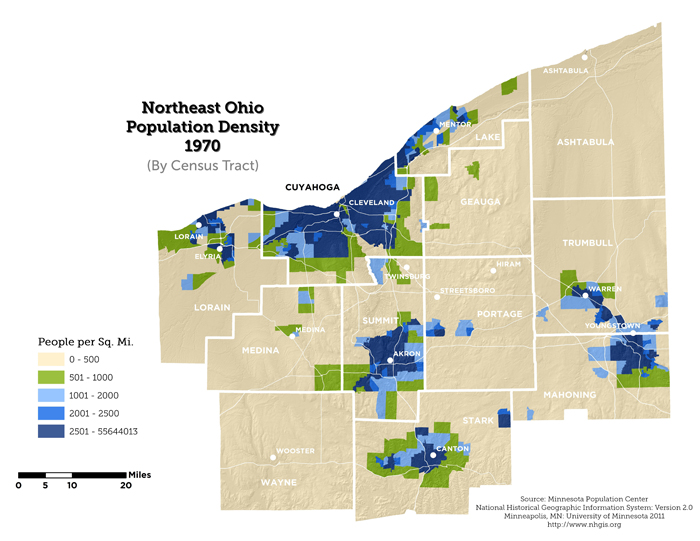 Northeast Ohio
Population Density
1970
(By Census Tract)
ASHTABULA
MENTOR
LAKE
ASHTABULA
CUYAHOGA
CLEVELAND
GEAUGA
LORAIN
ELYRIA
TRUMBULL
TWINSBURG
HIRAM
STREETSBORO
WARREN
LORAIN
SUMMIT
PORTAGE
YOUNGSTOWN
MEDINA
MEDINA
AKRON
MAHONING
STARK
CANTON
WOOSTER
WAYNE
People per Sq. Mi.
0 - 500
501 - 1000
1001 - 2000
2001 - 2500
2501 - 55644013
Miles
0 5 10 20
Source: Minnesota Population Center
National Historical Geographic Information System: Version 2.0
Minneapolis, MN: University of Minnesota 2011
http://www.nhgis.org